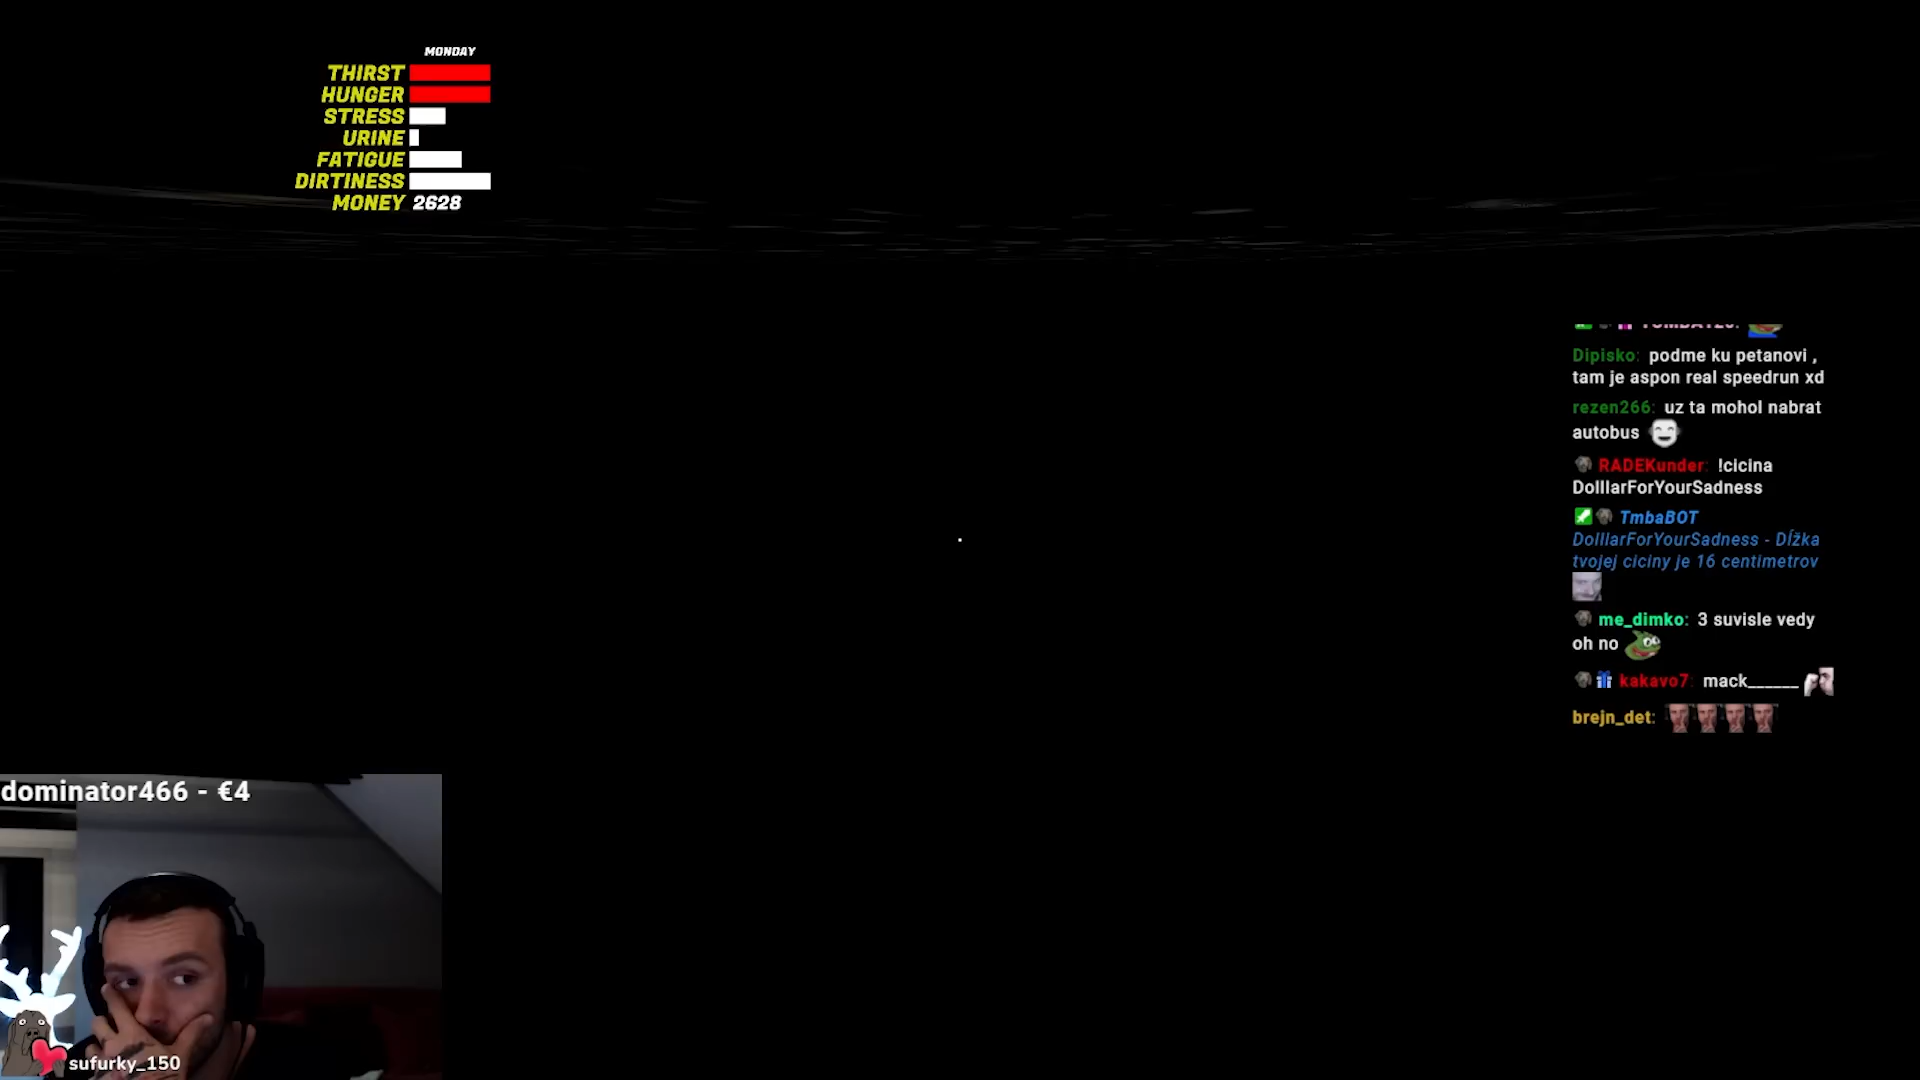 MONDAY
THIRST
HUNGER
STRESS
URINE
FATIGUE
DIRTINESS
MONEY 2628
Dipisko: podme ku petanovi ,
tam je aspon real speedrun xd
rezen266: uz ta mohol nabrat
autobus
RADEKunder: !cicina
DolllarForYourSadness
TmbaBOT
DolllarForYourSadness - Dĺžka
tvojej ciciny je 16 centimetrov
me_dimko: 3 suvisle vedy
oh no
kakavo7: mack______
brejn_det:
dominator466 - €4
sufurky_150